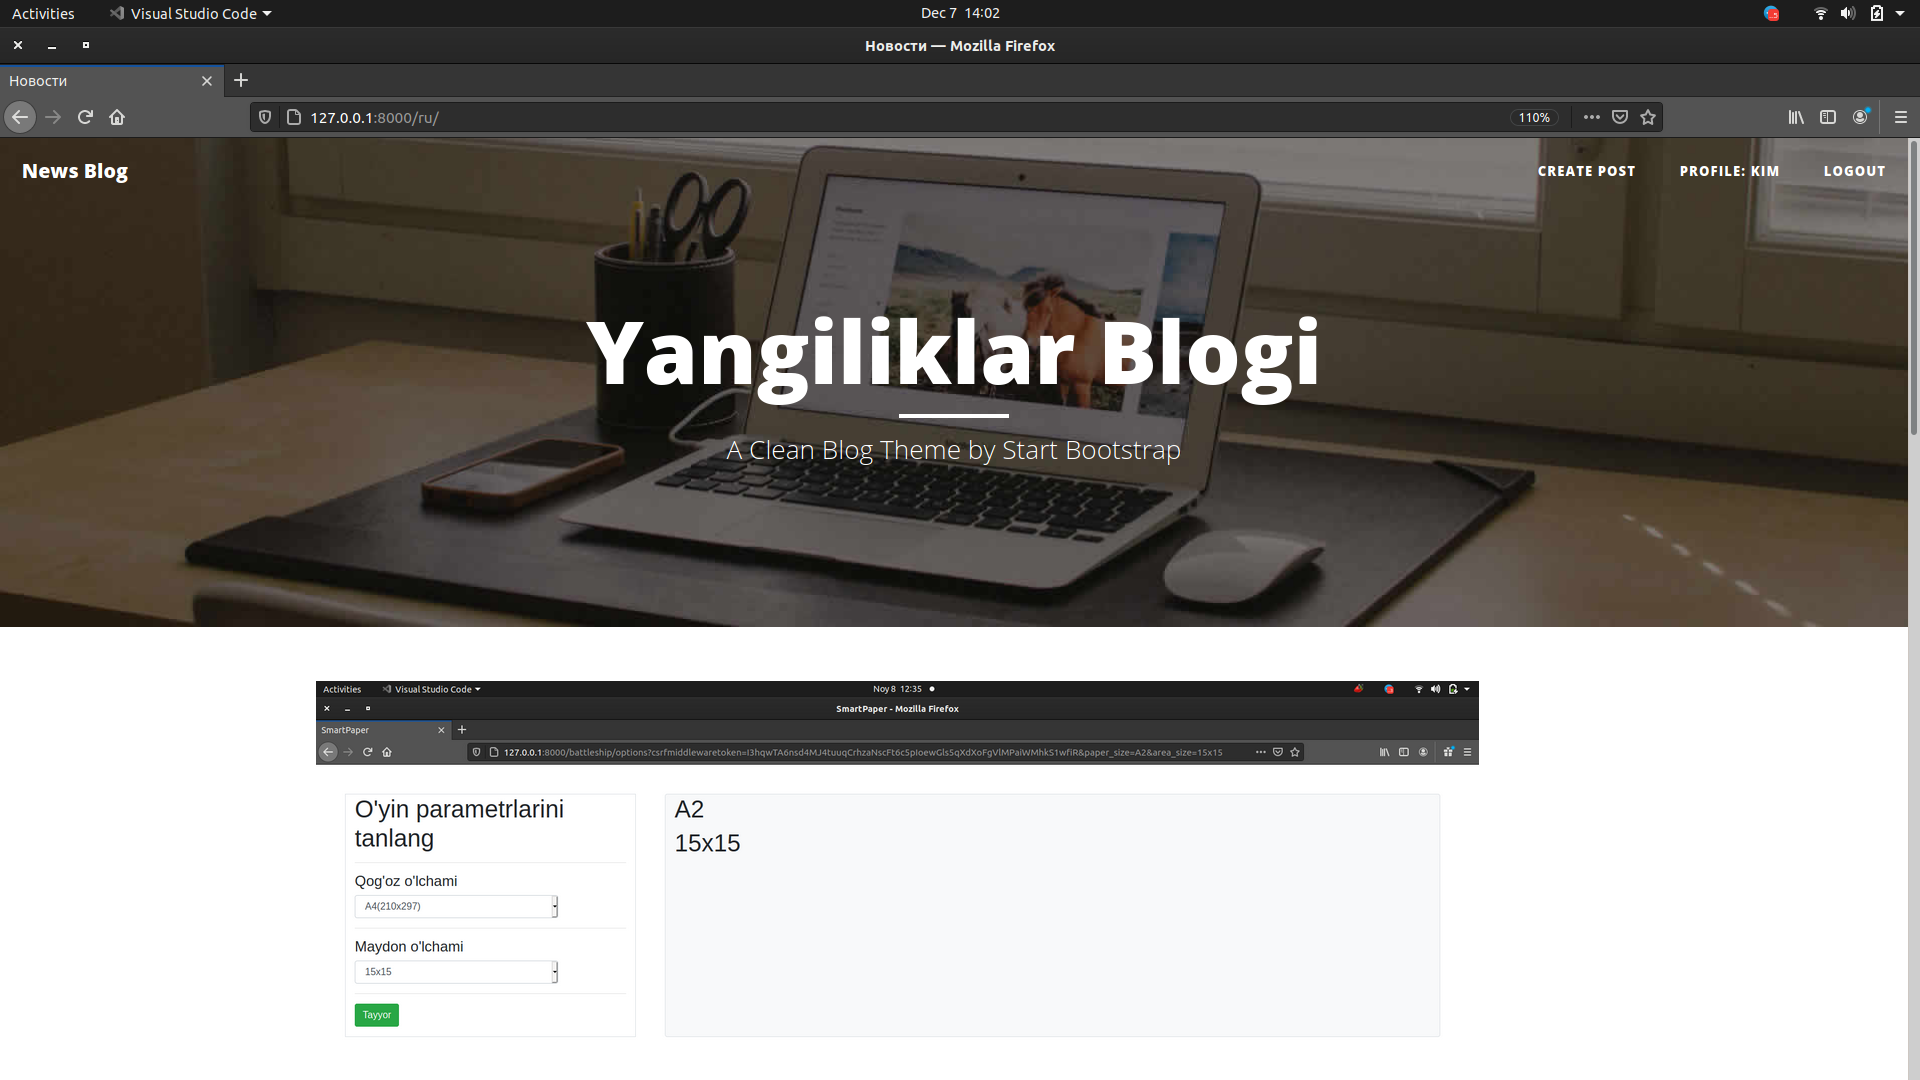 Activities Visual Studio Code Dec 7 14:02
Новости — Mozilla Firefox
Новости
127.0.0.1:8000/ru/ 110%
News Blog CREATE POST PROFILE: KIM LOGOUT
Yangiliklar Blogi
A Clean Blog Theme by Start Bootstrap
Activities Visual Studio Code Noy 8 12:35
SmartPaper - Mozilla Firefox
SmartPaper
127.0.0.1:8000/battleship/options?csrfmiddlewaretoken=I3hqwTA6nsd4MJ4tuuqCrhzaNscFt6c5pIoewGls5qXdXoFgVlMPaiWMhkS1wfiR&paper_size=A2&area_size=15x15
O'yin parametrlarini
tanlang
Qog'oz o'lchami
A4(210x297)
Maydon o'lchami
15x15
Tayyor
A2
15x15